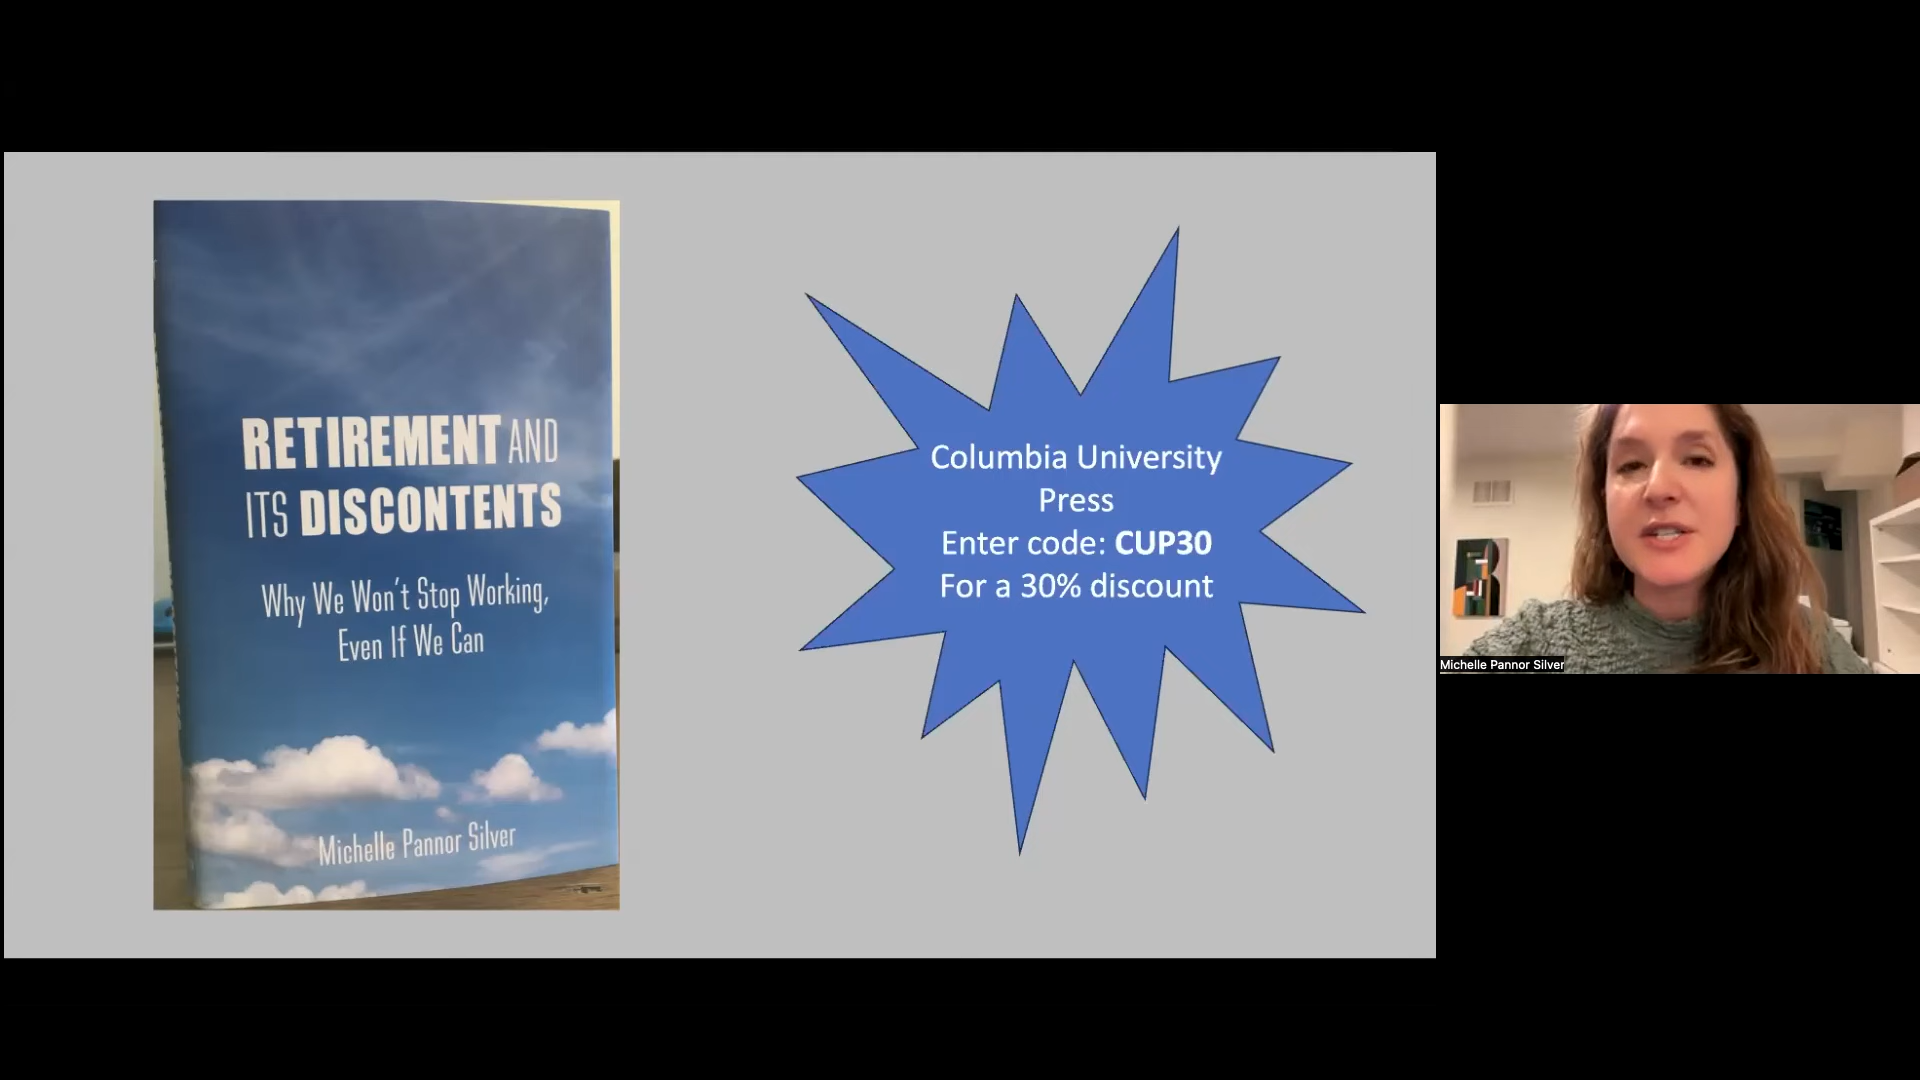 RETIREMENT AND
ITS DISCONTENTS
Why We Won't Stop Working,
Even If We Can
Michelle Pannor Silver
Columbia University
Press
Enter code: CUP30
For a 30% discount
Michelle Pannor Silver